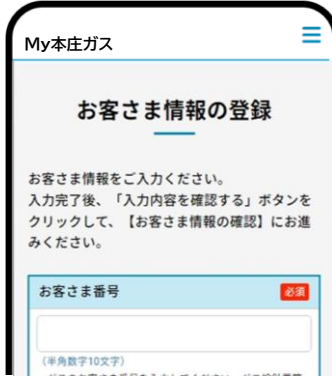 My本庄ガス
お客さま情報の登録
お客さま情報をご入力ください。
入力完了後、「入力内容を確認する」ボタンを
クリックして、【お客さま情報の確認】にお進
みください。
お客さま番号
必須
(半角数字10文字)